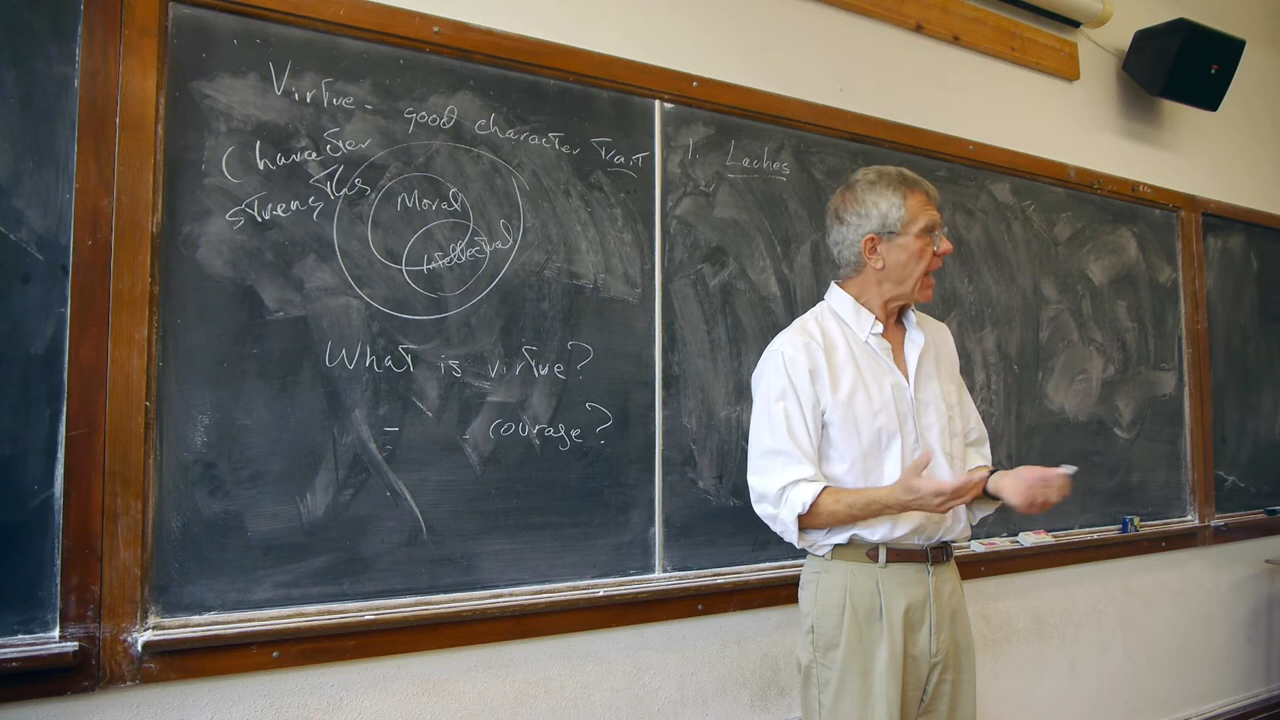 Virtue - good character Trait
Character
strengths
Moral
Intellectual
What is virtue?
- - courage?
1. Laches